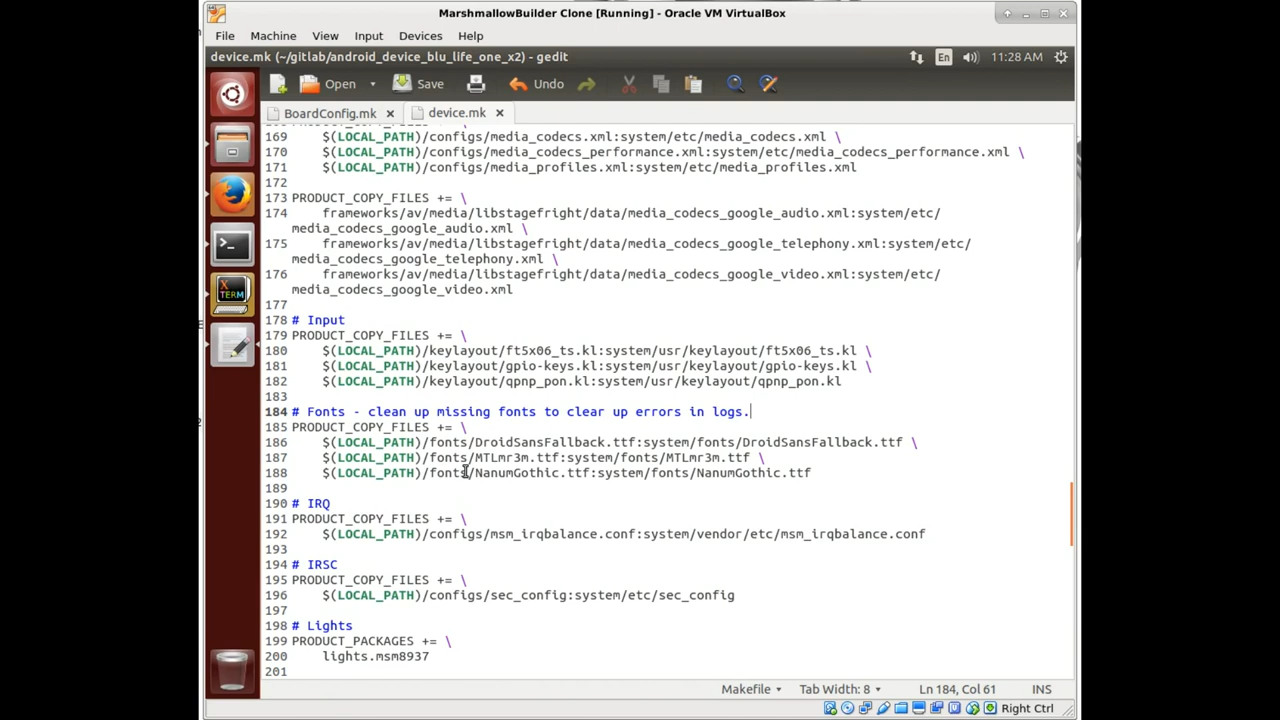 MarshmallowBuilder Clone [Running] - Oracle VM VirtualBox
File Machine View Input Devices Help
device.mk (~/gitlab/android_device_blu_life_one_x2) - gedit
En
11:28 AM
Open Save Undo
BoardConfig.mk
device.mk
169 $(LOCAL_PATH)/configs/media_codecs.xml:system/etc/media_codecs.xml \
170 $(LOCAL_PATH)/configs/media_codecs_performance.xml:system/etc/media_codecs_performance.xml \
171 $(LOCAL_PATH)/configs/media_profiles.xml:system/etc/media_profiles.xml
172
173 PRODUCT_COPY_FILES += \
174 frameworks/av/media/libstagefright/data/media_codecs_google_audio.xml:system/etc/
media_codecs_google_audio.xml \
175 frameworks/av/media/libstagefright/data/media_codecs_google_telephony.xml:system/etc/
media_codecs_google_telephony.xml \
176 frameworks/av/media/libstagefright/data/media_codecs_google_video.xml:system/etc/
media_codecs_google_video.xml
177
178 # Input
179 PRODUCT_COPY_FILES += \
180 $(LOCAL_PATH)/keylayout/ft5x06_ts.kl:system/usr/keylayout/ft5x06_ts.kl \
181 $(LOCAL_PATH)/keylayout/gpio-keys.kl:system/usr/keylayout/gpio-keys.kl \
182 $(LOCAL_PATH)/keylayout/qpnp_pon.kl:system/usr/keylayout/qpnp_pon.kl
183
184 # Fonts - clean up missing fonts to clear up errors in logs.
185 PRODUCT_COPY_FILES += \
186 $(LOCAL_PATH)/fonts/DroidSansFallback.ttf:system/fonts/DroidSansFallback.ttf \
187 $(LOCAL_PATH)/fonts/MTLmr3m.ttf:system/fonts/MTLmr3m.ttf \
188 $(LOCAL_PATH)/fonts/NanumGothic.ttf:system/fonts/NanumGothic.ttf
189
190 # IRQ
191 PRODUCT_COPY_FILES += \
192 $(LOCAL_PATH)/configs/msm_irqbalance.conf:system/vendor/etc/msm_irqbalance.conf
193
194 # IRSC
195 PRODUCT_COPY_FILES += \
196 $(LOCAL_PATH)/configs/sec_config:system/etc/sec_config
197
198 # Lights
199 PRODUCT_PACKAGES += \
200 lights.msm8937
201
X TERM
Makefile Tab Width: 8 Ln 184, Col 61 INS
Right Ctrl